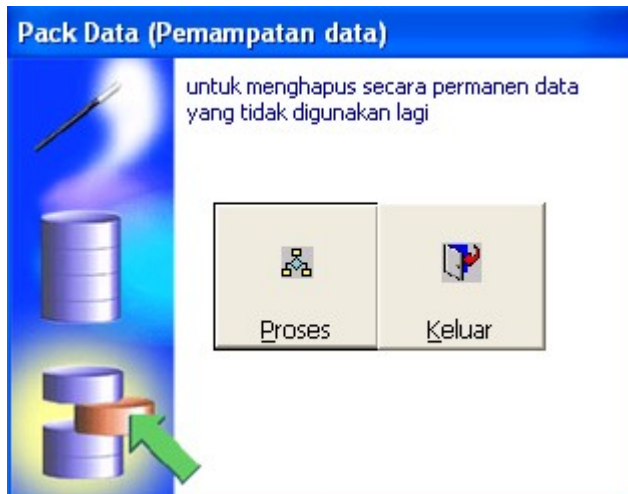 Pack Data (Pemampatan data)
untuk menghapus secara permanen data
yang tidak digunakan lagi
Proses
Keluar